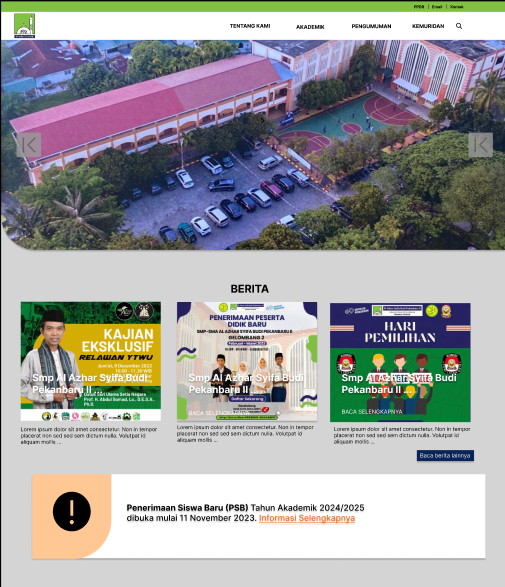 PPDB | Email | Kontak
TENTANG KAMI
AKADEMIK
PENGUMUMAN
KEMURIDAN
BERITA
KAJIAN
EKSKLUSIF
RELAWAN YTWU
Smp Al Azhar Syifa Budi
Pekanbaru II ...
PENERIMAAN PESERTA
DIDIK BARU
SMP-SMA AL AZHAR SYIFA BUDI PEKANBARU II
GELOMBANG 2
Smp Al Azhar Syifa Budi
Pekanbaru II ...
Daftar Sekarang
BACA SELENGKAPNYA
HARI
PEMILIHAN
Smp Al Azhar Syifa Budi
Pekanbaru II ...
BACA SELENGKAPNYA
Lorem ipsum dolor sit amet consectetur. Non in tempor
placerat non sed sed sem dictum nulla. Volutpat id
aliquam mollis ...
Lorem ipsum dolor sit amet consectetur. Non in tempor
placerat non sed sed sem dictum nulla. Volutpat id
aliquam mollis ...
Lorem ipsum dolor sit amet consectetur. Non in tempor
placerat non sed sed sem dictum nulla. Volutpat id
aliquam mollis ...
Baca berita lainnya
Penerimaan Siswa Baru (PSB) Tahun Akademik 2024/2025
dibuka mulai 11 November 2023. Informasi Selengkapnya